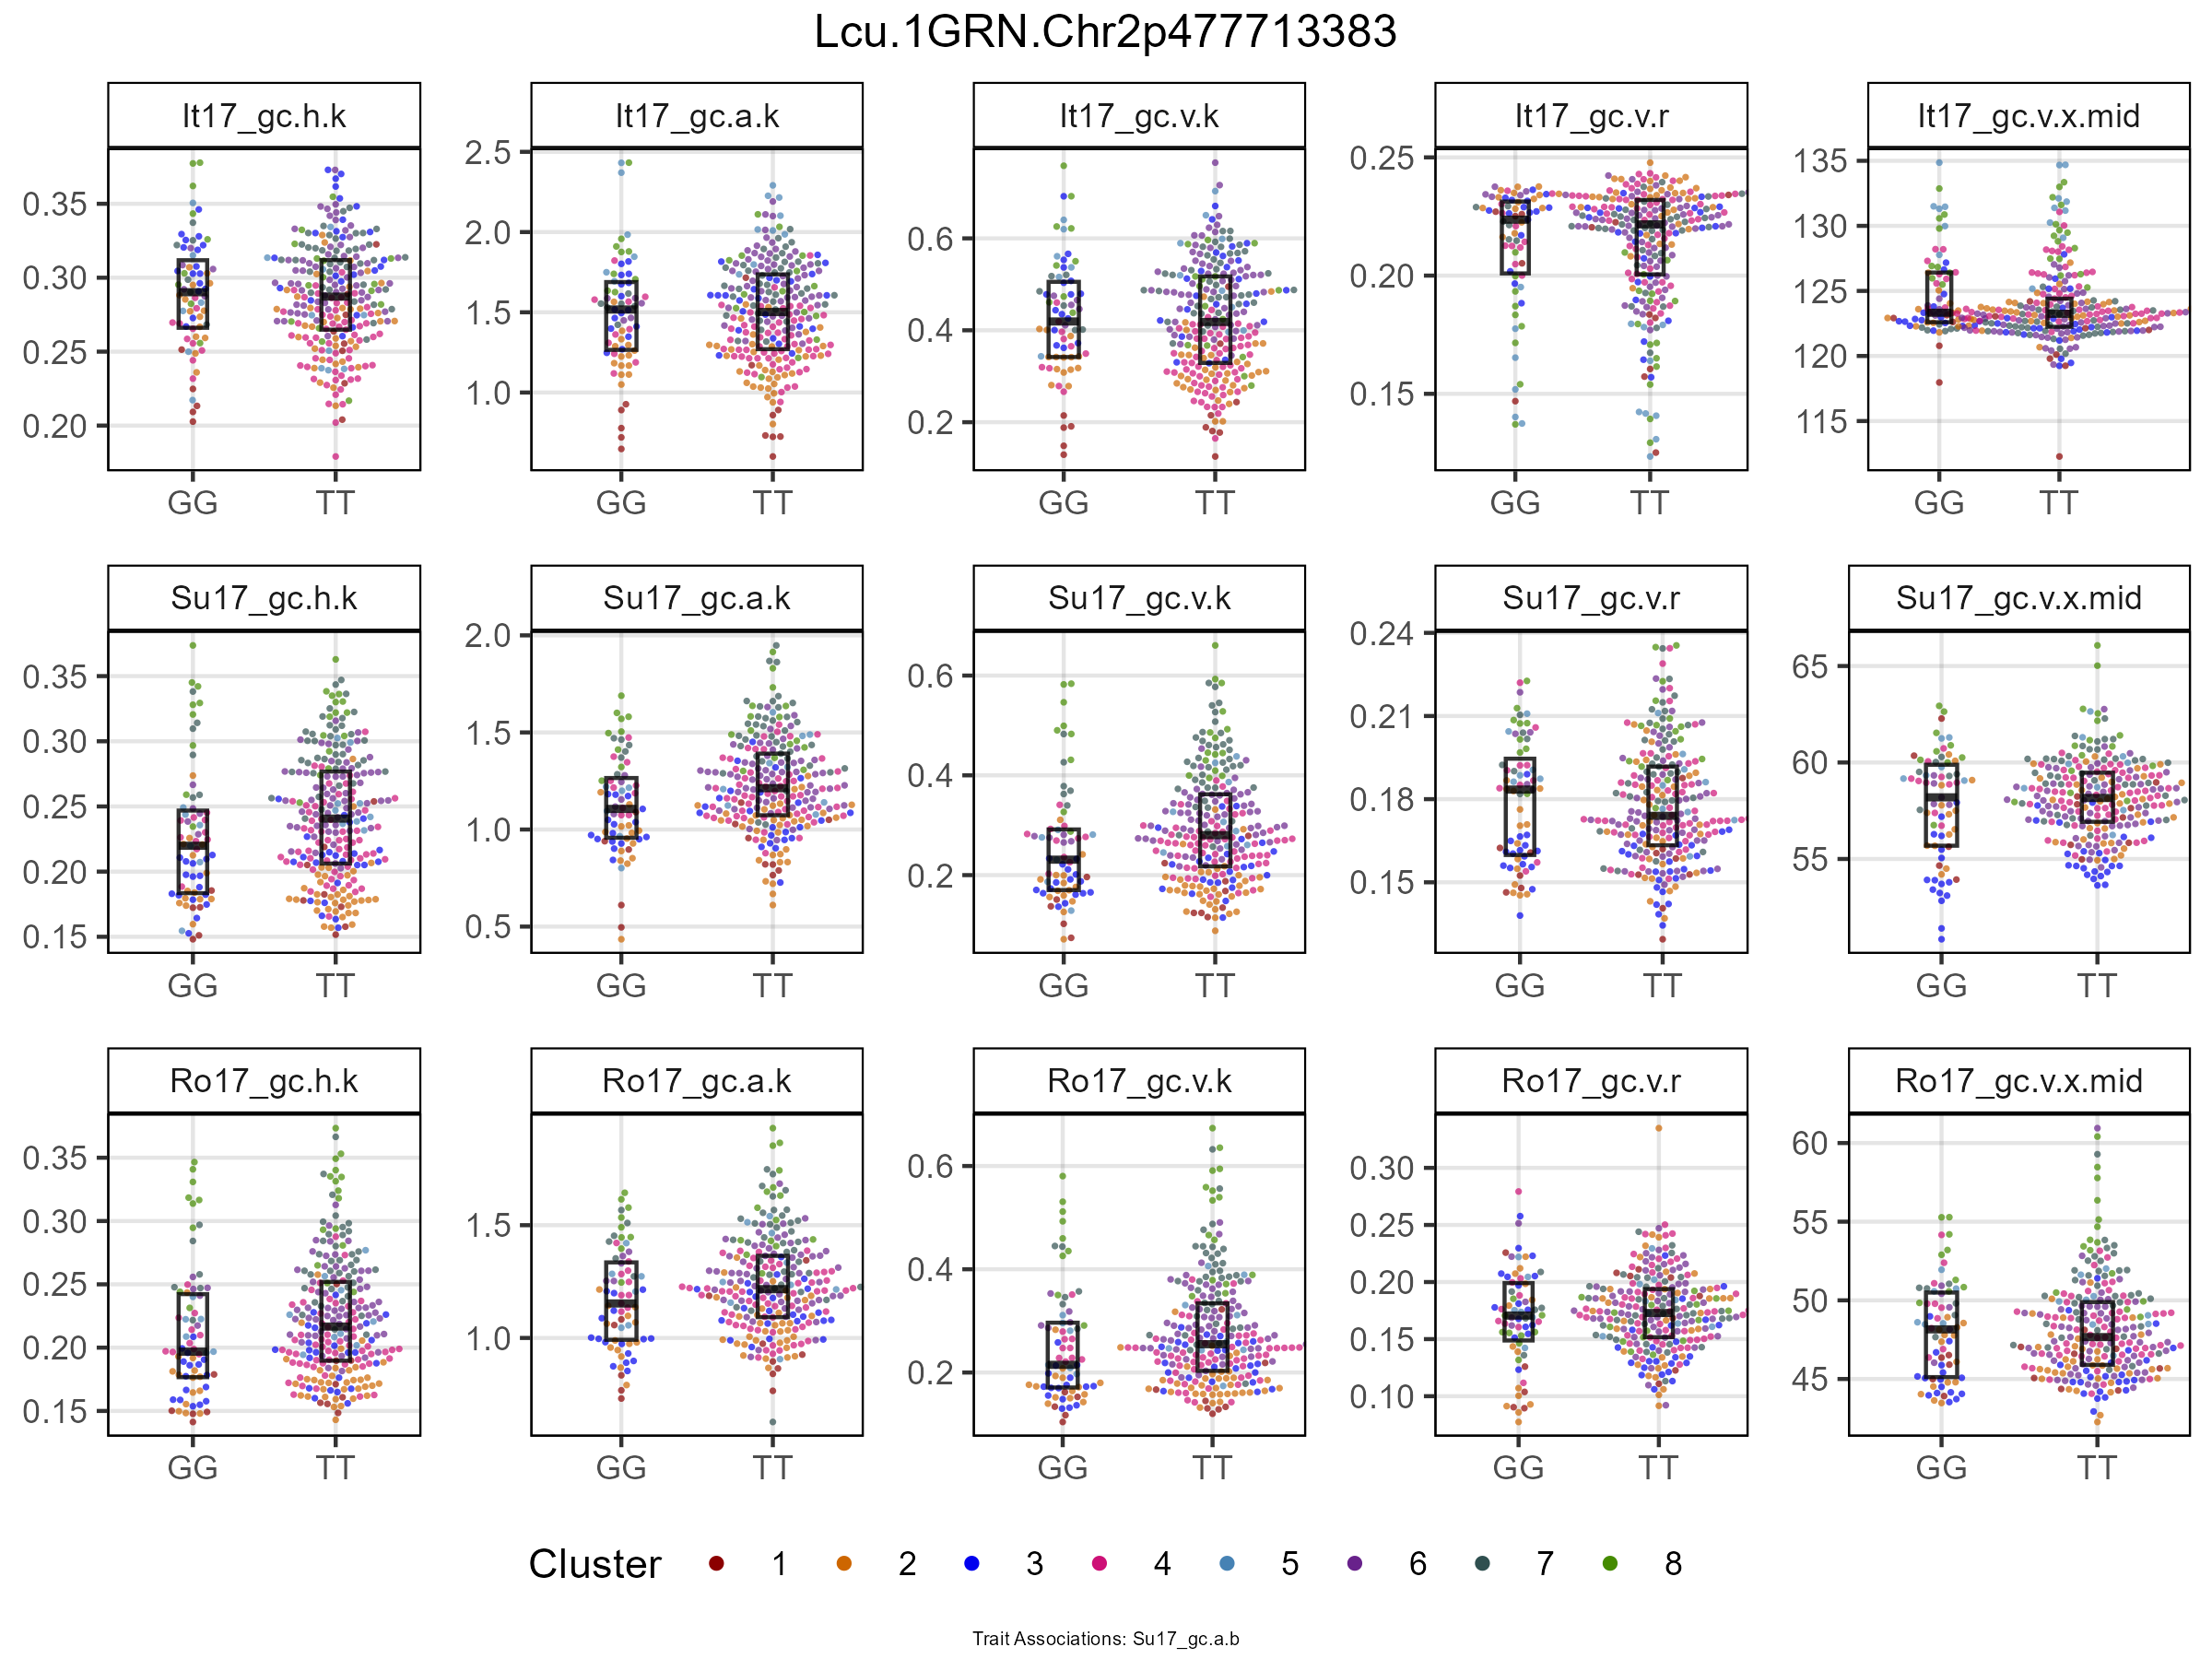 Lcu.1GRN.Chr2p477713383
It17_gc.h.k It17_gc.a.k It17_gc.v.k It17_gc.v.r It17_gc.v.x.mid
0.35 0.30 0.25 0.20
2.5 2.0 1.5 1.0
0.6 0.4 0.2
0.25 0.20 0.15
135 130 125 120 115
GG TT GG TT GG TT GG TT GG TT
Su17_gc.h.k Su17_gc.a.k Su17_gc.v.k Su17_gc.v.r Su17_gc.v.x.mid
0.35 0.30 0.25 0.20 0.15
2.0 1.5 1.0 0.5
0.6 0.4 0.2
0.24 0.21 0.18 0.15
65 60 55
GG TT GG TT GG TT GG TT GG TT
Ro17_gc.h.k Ro17_gc.a.k Ro17_gc.v.k Ro17_gc.v.r Ro17_gc.v.x.mid
0.35 0.30 0.25 0.20 0.15
1.5 1.0
0.6 0.4 0.2
0.30 0.25 0.20 0.15 0.10
60 55 50 45
GG TT GG TT GG TT GG TT GG TT
Cluster 1 2 3 4 5 6 7 8
Trait Associations: Su17_gc.a.b